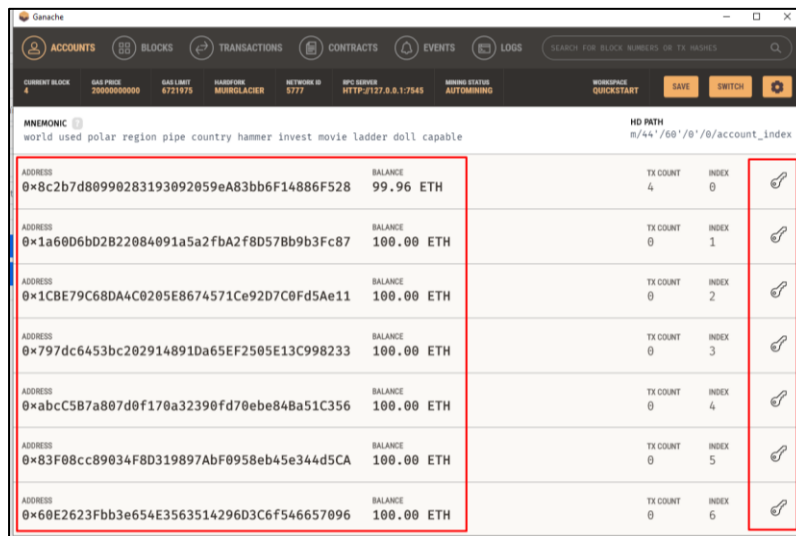 Ganache
ACCOUNTS BLOCKS TRANSACTIONS CONTRACTS EVENTS LOGS SEARCH FOR BLOCK NUMBERS OR TX HASHES
CURRENT BLOCK GAS PRICE GAS LIMIT HARDFORK NETWORK ID RPC SERVER MINING STATUS WORKSPACE
4 20000000000 6721975 MUIRGLACIER 5777 HTTP://127.0.0.1:7545 AUTOMINING QUICKSTART SAVE SWITCH
MNEMONIC ? HD PATH
world used polar region pipe country hammer invest movie ladder doll capable m/44'/60'/0'/0/account_index
ADDRESS BALANCE TX COUNT INDEX
0×8c2b7d80990283193092059eA83bb6F14886F528 99.96 ETH 4 0
ADDRESS BALANCE TX COUNT INDEX
0×1a60D6bD2B22084091a5a2fbA2f8D57Bb9b3Fc87 100.00 ETH 0 1
ADDRESS BALANCE TX COUNT INDEX
0×1CBE79C68DA4C0205E8674571Ce92D7C0Fd5Ae11 100.00 ETH 0 2
ADDRESS BALANCE TX COUNT INDEX
0×797dc6453bc202914891Da65EF2505E13C998233 100.00 ETH 0 3
ADDRESS BALANCE TX COUNT INDEX
0×abcC5B7a807d0f170a32390fd70ebe84Ba51C356 100.00 ETH 0 4
ADDRESS BALANCE TX COUNT INDEX
0×83F08cc89034F8D319897AbF0958eb45e344d5CA 100.00 ETH 0 5
ADDRESS BALANCE TX COUNT INDEX
0×60E2623Fbb3e654E3563514296D3C6f546657096 100.00 ETH 0 6